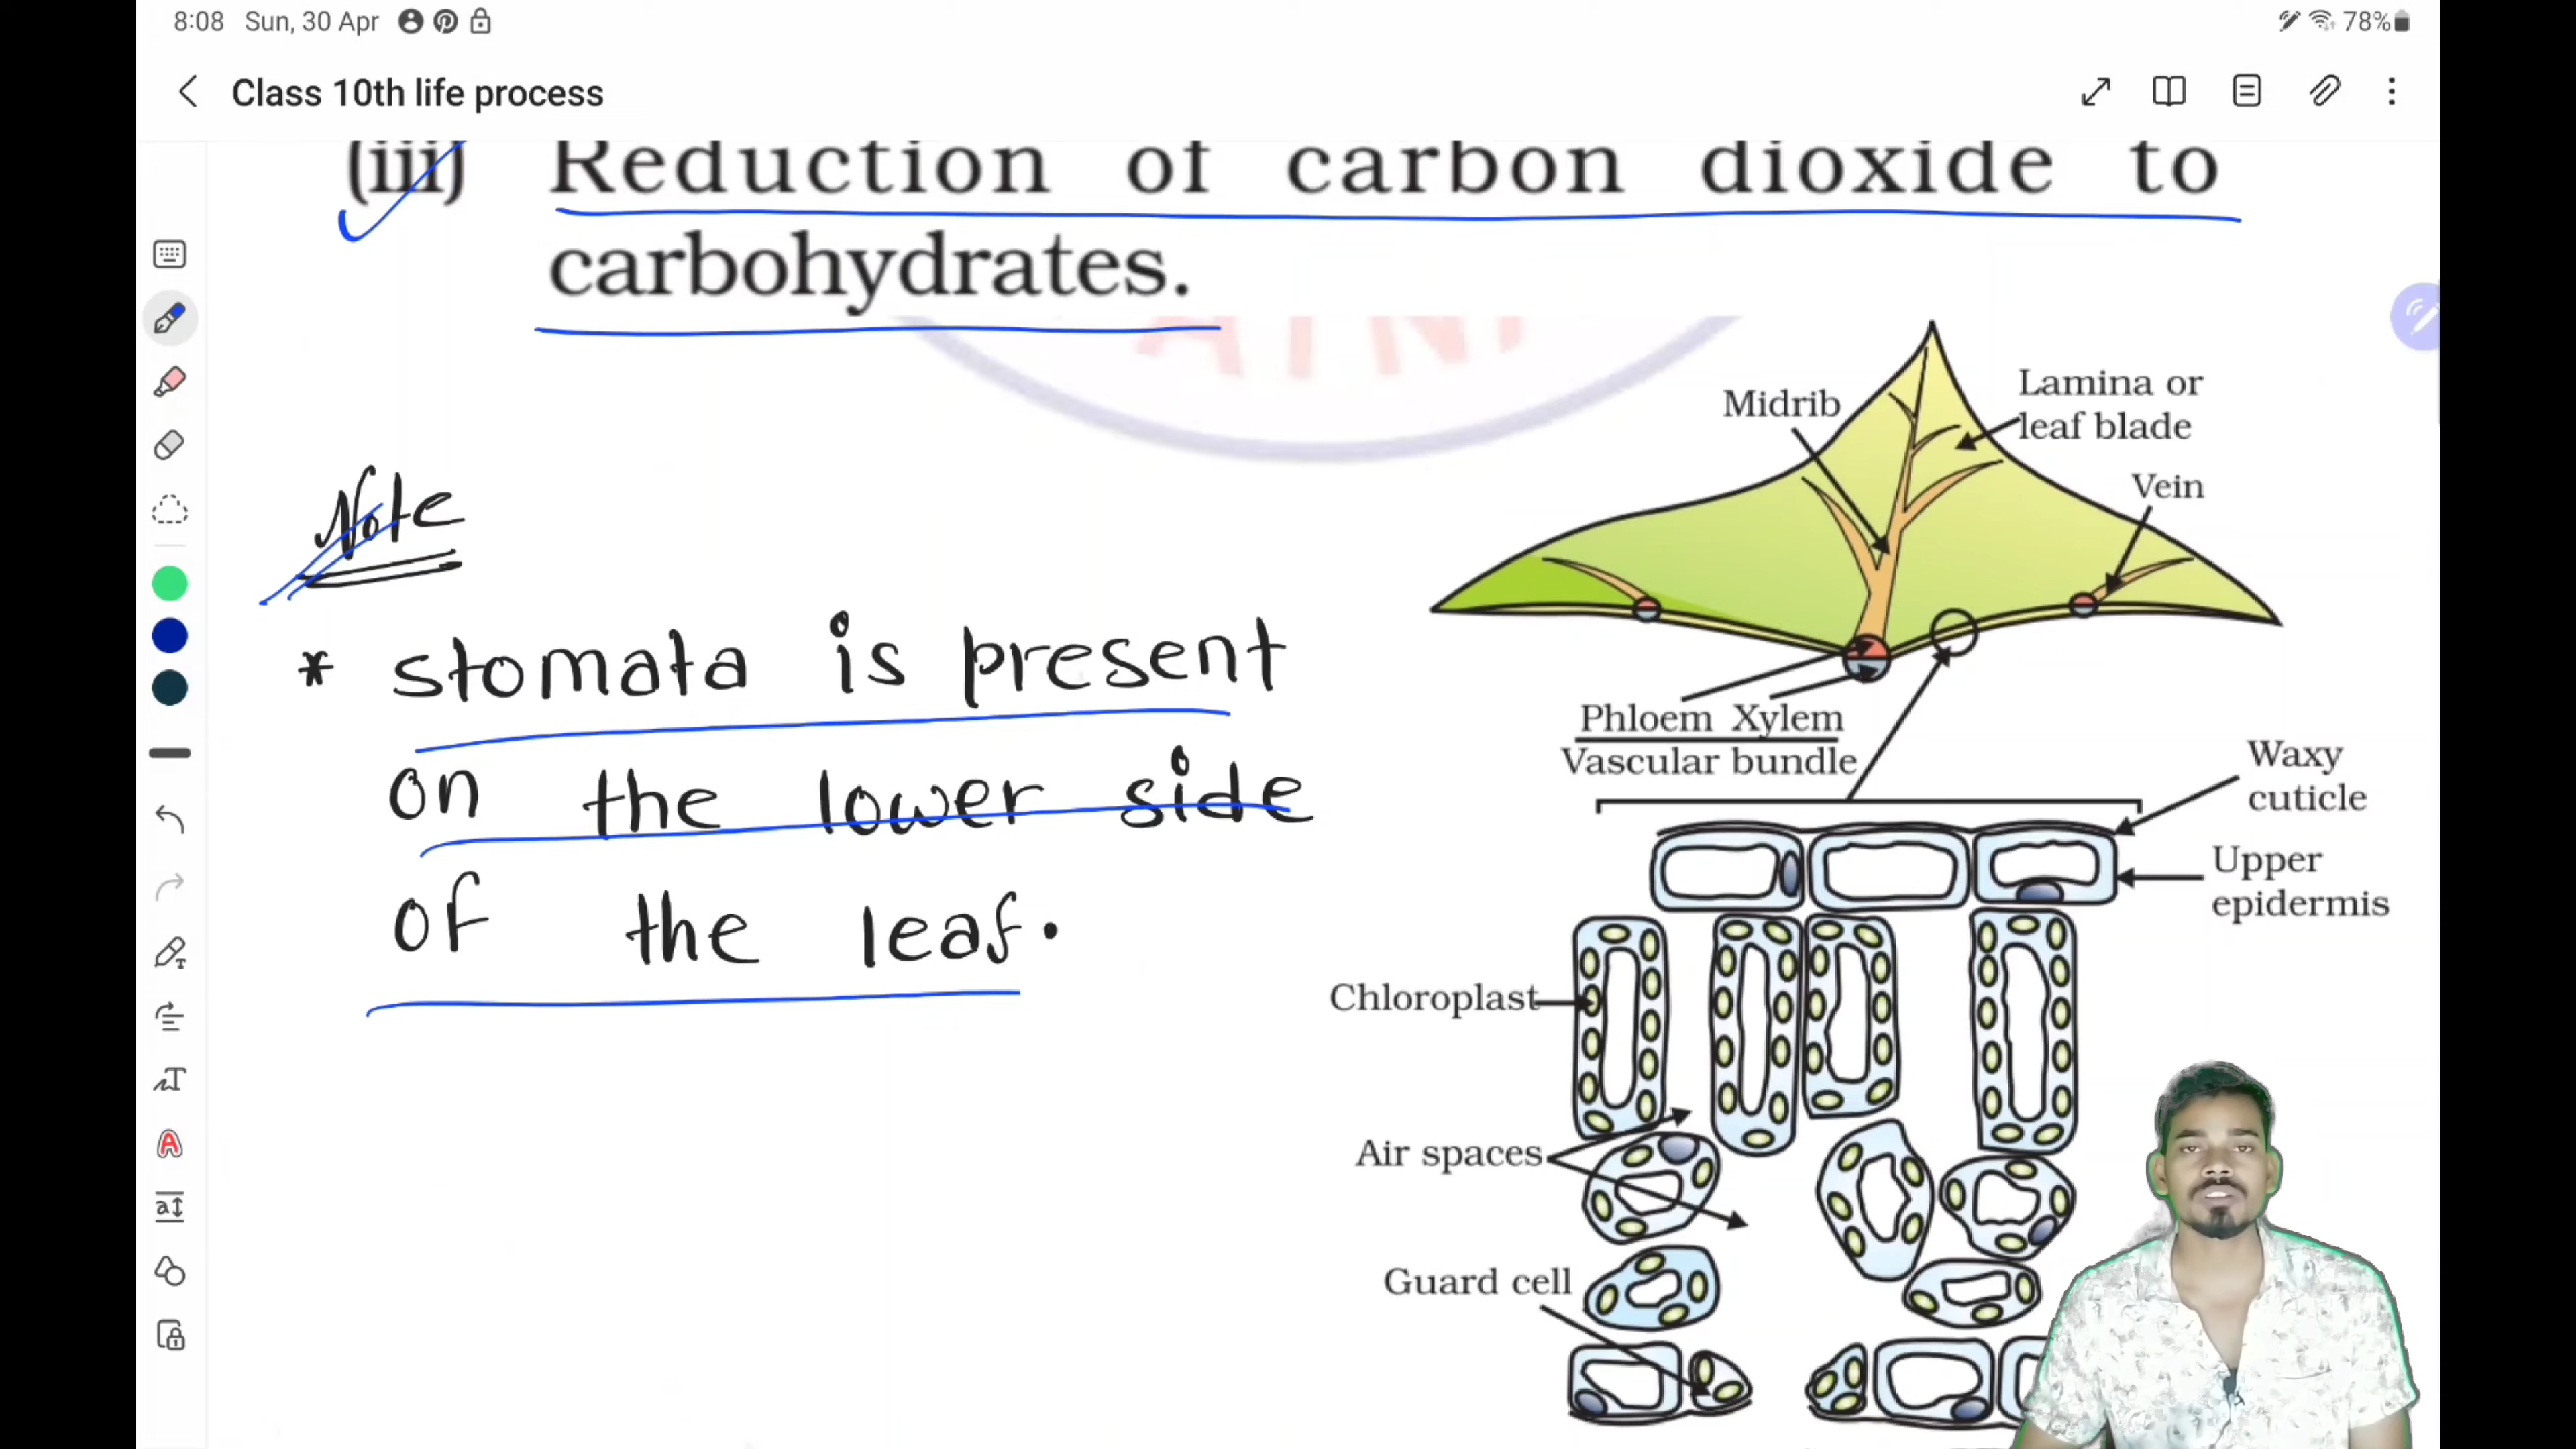 8:08 Sun, 30 Apr
78%
Class 10th life process
(iii) Reduction of carbon dioxide to
carbohydrates.
Note
* stomata is present
on the lower side
of the leaf.
Midrib
Lamina or
leaf blade
Vein
Phloem Xylem
Vascular bundle
Waxy
cuticle
Upper
epidermis
Chloroplast
Air spaces
Guard cell